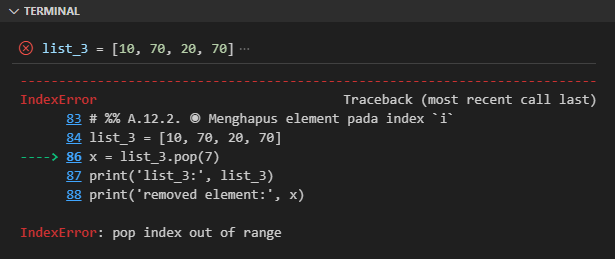 TERMINAL
list_3 = [10, 70, 20, 70] ···
---------------------------------------------------------------------------
IndexError Traceback (most recent call last)
83 # %% A.12.2. ◉ Menghapus element pada index `i`
84 list_3 = [10, 70, 20, 70]
----> 86 x = list_3.pop(7)
87 print('list_3:', list_3)
88 print('removed element:', x)
IndexError: pop index out of range